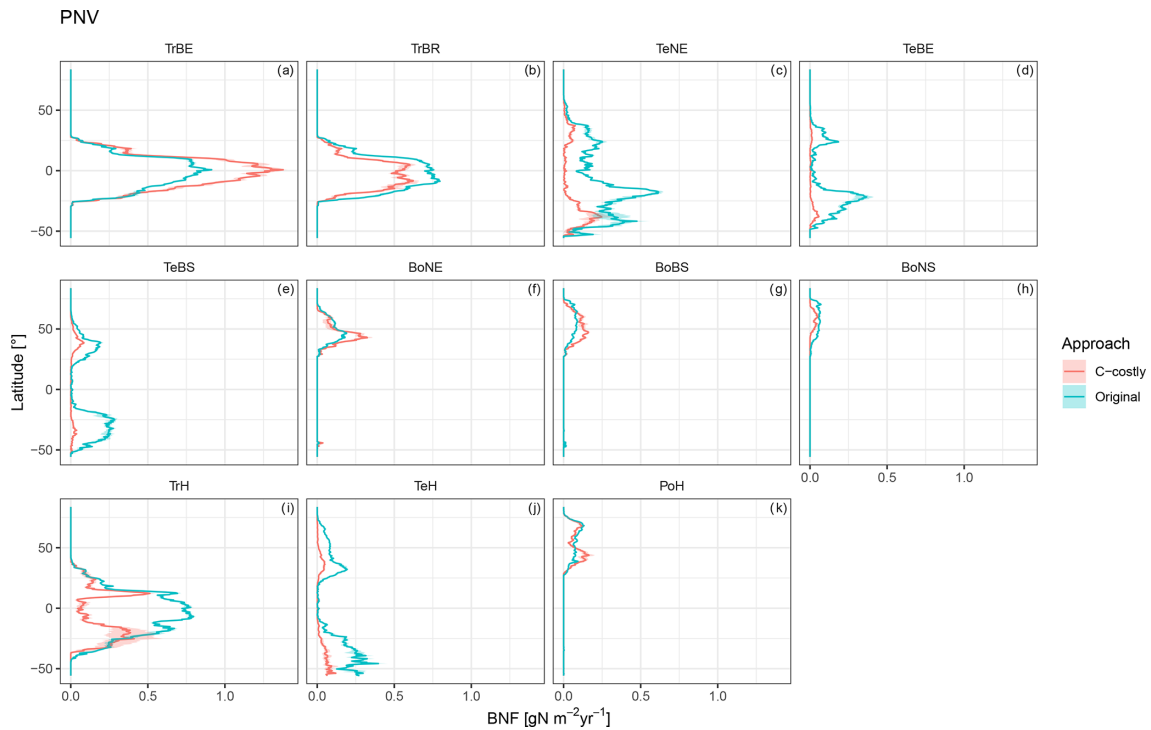 PNV
TrBE TrBR TeNE TeBE
(a) (b) (c) (d)
50
0
−50
TeBS BoNE BoBS BoNS
(e) (f) (g) (h)
50
0
−50
0.0 0.5 1.0
TrH TeH PoH
(i) (j) (k)
50
0
−50
0.0 0.5 1.0 0.0 0.5 1.0 0.0 0.5 1.0
Latitude [°]
BNF [gN m⁻²yr⁻¹]
Approach
C−costly
Original